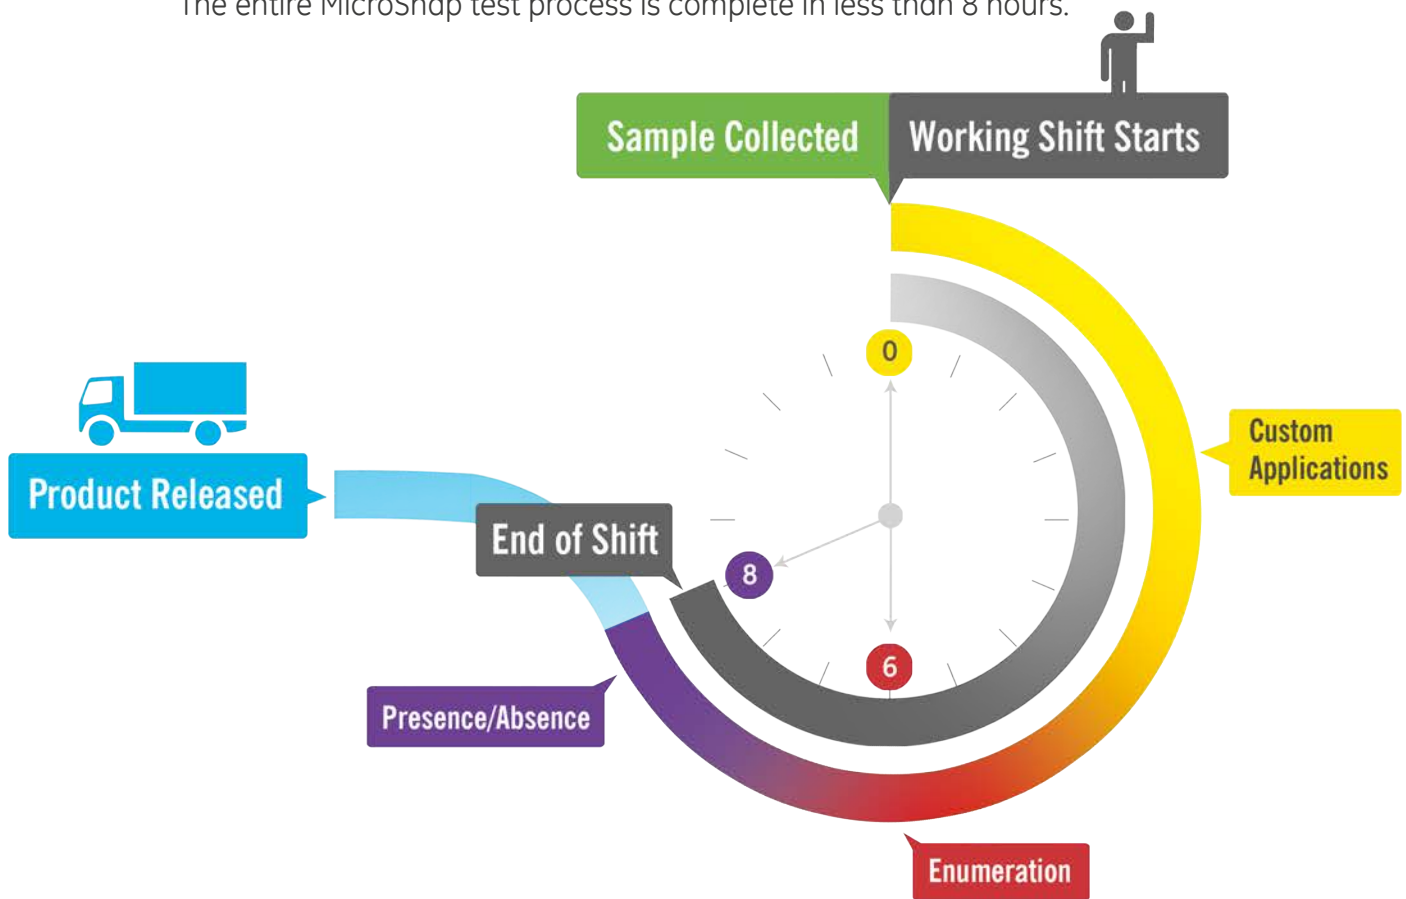 The entire MicroSnap test process is complete in less than 8 hours.
Sample Collected
Working Shift Starts
0
Custom
Applications
Product Released
End of Shift
8
6
Presence/Absence
Enumeration